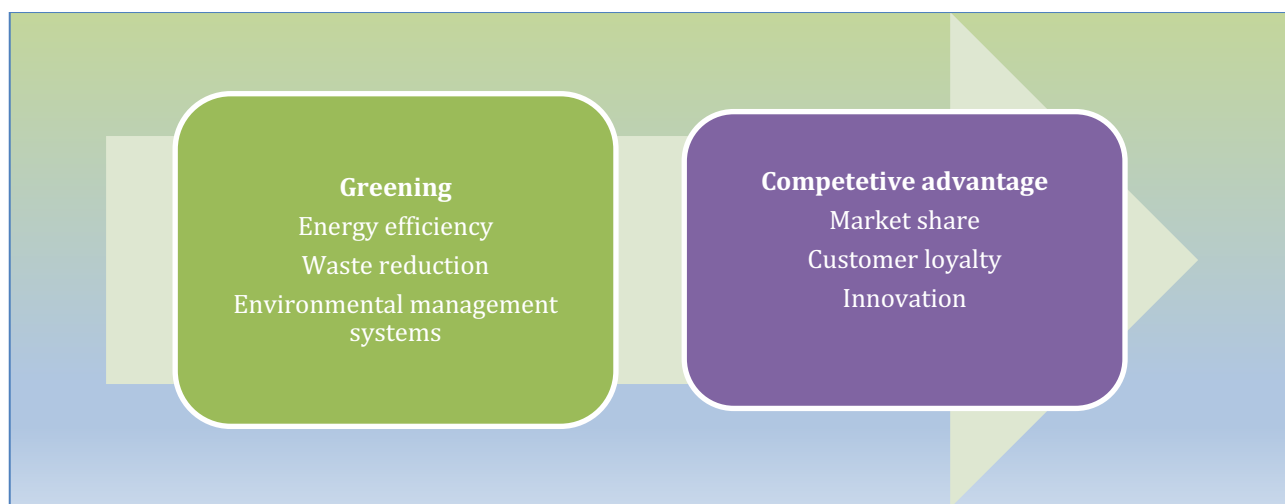 Greening
Energy efficiency
Waste reduction
Environmental management
systems
Competetive advantage
Market share
Customer loyalty
Innovation